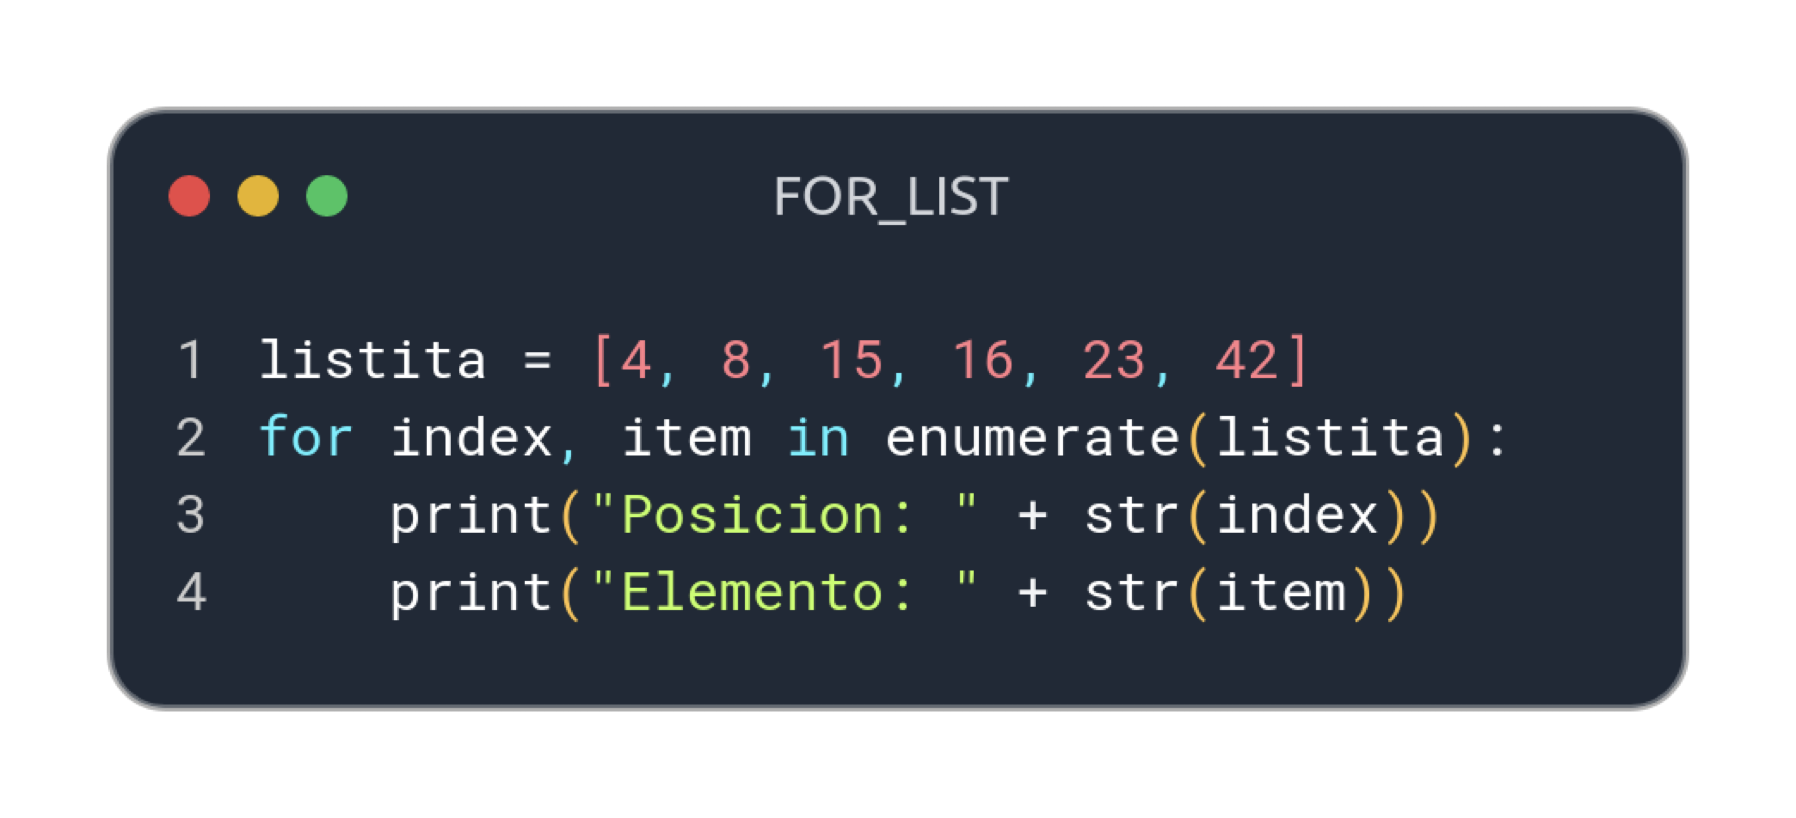 FOR_LIST
1 listita = [4, 8, 15, 16, 23, 42]
2 for index, item in enumerate(listita):
3     print("Posicion: " + str(index))
4     print("Elemento: " + str(item))